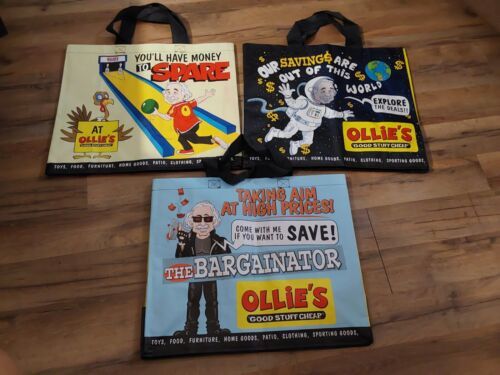 YOU'LL HAVE MONEY
TO SPARE
AT
OLLiE'S
GOOD STUFF CHEAP
TOYS, FOOD, FURNITURE, HOME GOODS, PATIO, CLOTHING, SPORTING GOODS,
OUR SAVING$ ARE
OUT OF THIS
WORLD
EXPLORE
THE DEALS!!
OLLiE'S
GOOD STUFF CHEAP
TOYS, FOOD, FURNITURE, HOME GOODS, PATIO, CLOTHING, SPORTING GOODS,
TAKING AIM
AT HIGH PRICES!
COME WITH ME
IF YOU WANT TO SAVE!
THE BARGAINATOR
OLLiE'S
GOOD STUFF CHEAP
TOYS, FOOD, FURNITURE, HOME GOODS, PATIO, CLOTHING, SPORTING GOODS,